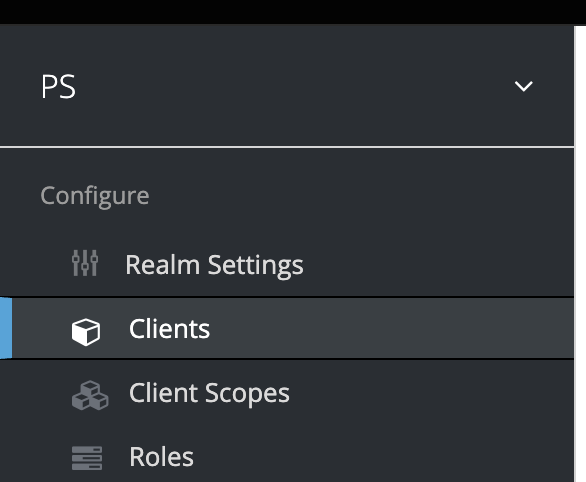 PS
Configure
Realm Settings
Clients
Client Scopes
Roles